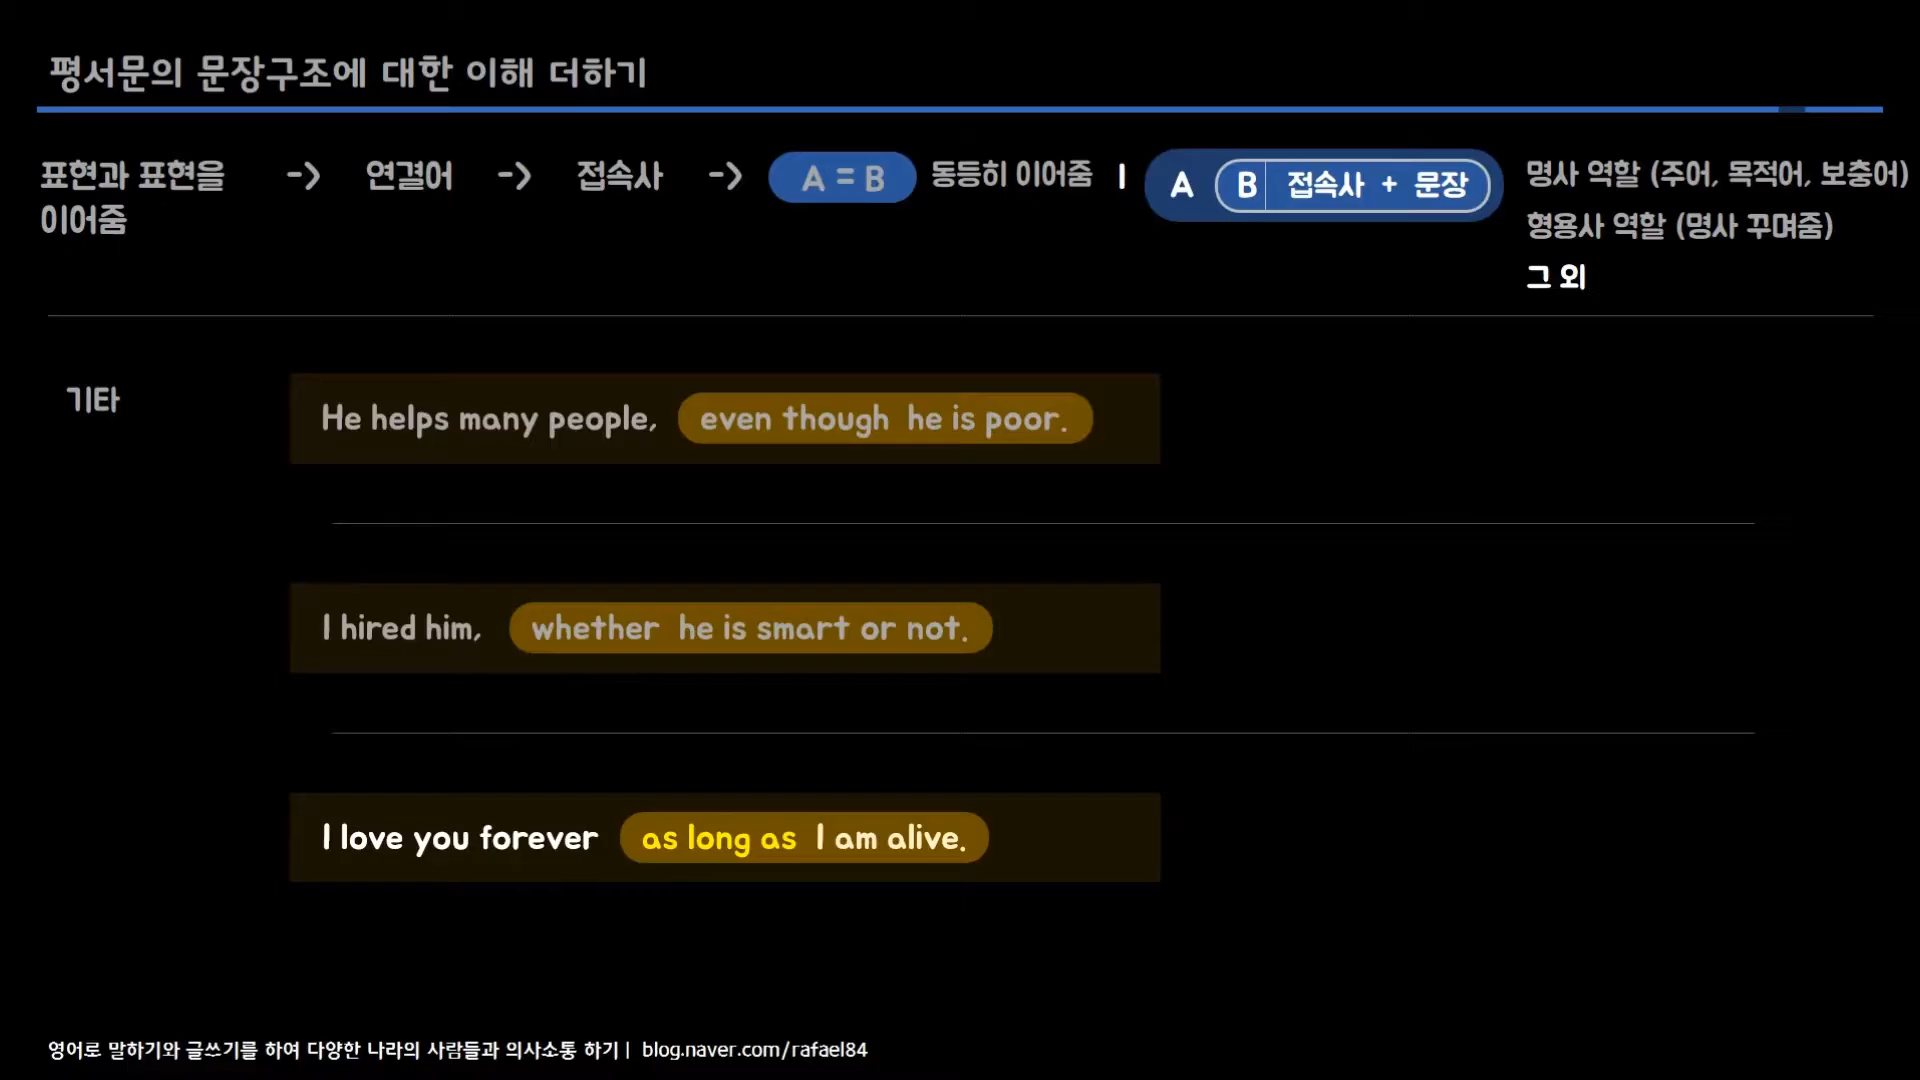 평서문의 문장구조에 대한 이해 더하기
표현과 표현을 -> 연결어 -> 접속사 -> A = B 동등히 이어줌 | A B 접속사 + 문장 명사 역할 (주어, 목적어, 보충어)
이어줌 형용사 역할 (명사 꾸며줌)
그 외
기타
He helps many people, even though he is poor.
I hired him, whether he is smart or not.
I love you forever as long as I am alive.
영어로 말하기와 글쓰기를 하여 다양한 나라의 사람들과 의사소통 하기 | blog.naver.com/rafael84